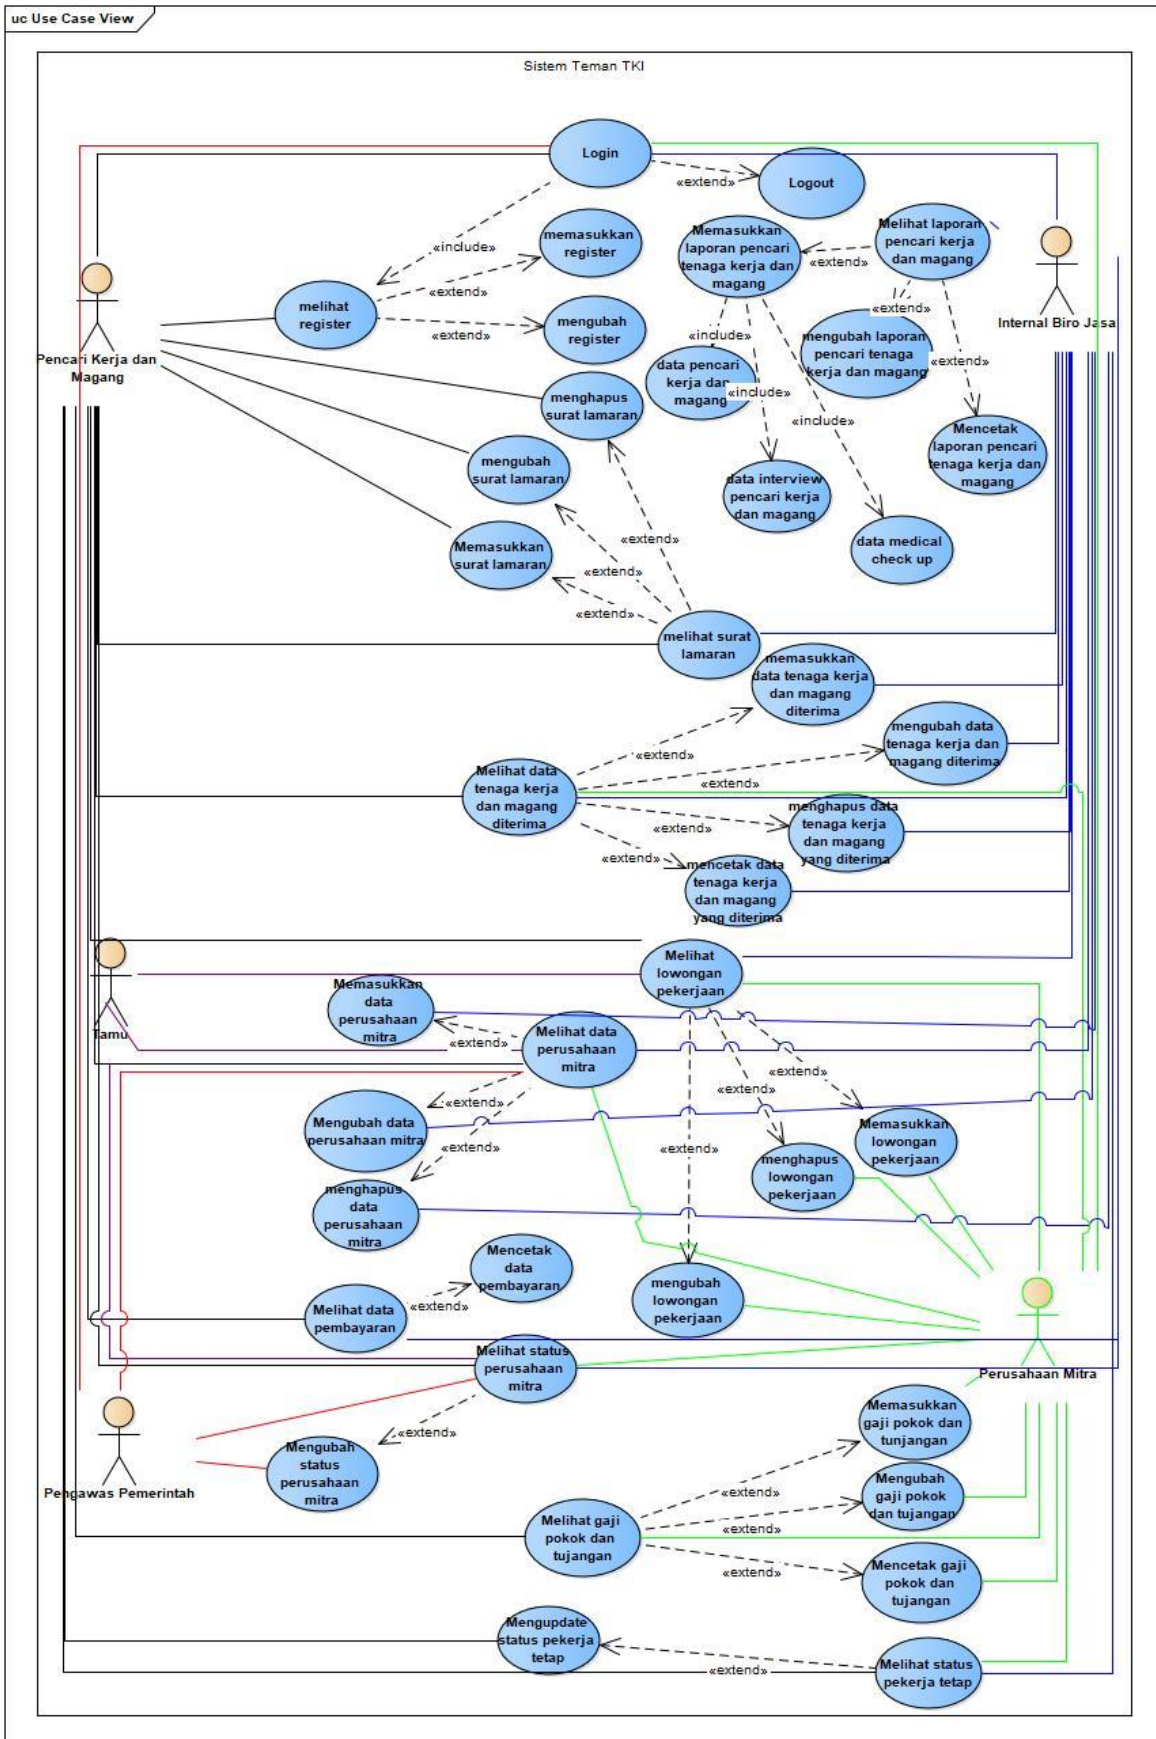 uc Use Case View
Sistem Teman TKI
Login
«extend»
Logout
«include»
memasukkan
register
Memasukkan
laporan pencari
tenaga kerja dan
magang
«extend»
Melihat laporan
pencari kerja
dan magang
Internal Biro Jasa
melihat
register
«extend»
«extend»
mengubah
register
«include»
«extend»
mengubah laporan
pencari tenaga
kerja dan magang
Pencari Kerja dan
Magang
data pencari
kerja dan
magang
«include»
«extend»
menghapus
surat lamaran
«include»
Mencetak
laporan pencari
tenaga kerja dan
magang
mengubah
surat lamaran
data interview
pencari kerja
dan magang
data medical
check up
Memasukkan
surat lamaran
«extend»
«extend»
«extend»
melihat surat
lamaran
memasukkan
data tenaga kerja
dan magang
diterima
mengubah data
tenaga kerja dan
magang diterima
«extend»
«extend»
Melihat data
tenaga kerja
dan magang
diterima
menghapus data
tenaga kerja
dan magang
yang diterima
«extend»
«extend»
mencetak data
tenaga kerja
dan magang
yang diterima
Melihat
lowongan
pekerjaan
Tamu
Memasukkan
data
perusahaan
mitra
«extend»
Melihat data
perusahaan
mitra
«extend»
«extend»
«extend»
Mengubah data
perusahaan mitra
«extend»
«extend»
Memasukkan
lowongan
pekerjaan
menghapus
lowongan
pekerjaan
menghapus
data
perusahaan
mitra
Mencetak
data
pembayaran
«extend»
Melihat data
pembayaran
mengubah
lowongan
pekerjaan
Melihat status
perusahaan
mitra
Perusahaan Mitra
«extend»
Memasukkan
gaji pokok dan
tunjangan
Pengawas Pemerintah
Mengubah
status
perusahaan
mitra
«extend»
Mengubah
gaji pokok
dan tujangan
Melihat gaji
pokok dan
tujangan
«extend»
«extend»
Mencetak gaji
pokok dan
tujangan
Mengupdate
status pekerja
tetap
«extend»
Melihat status
pekerja tetap